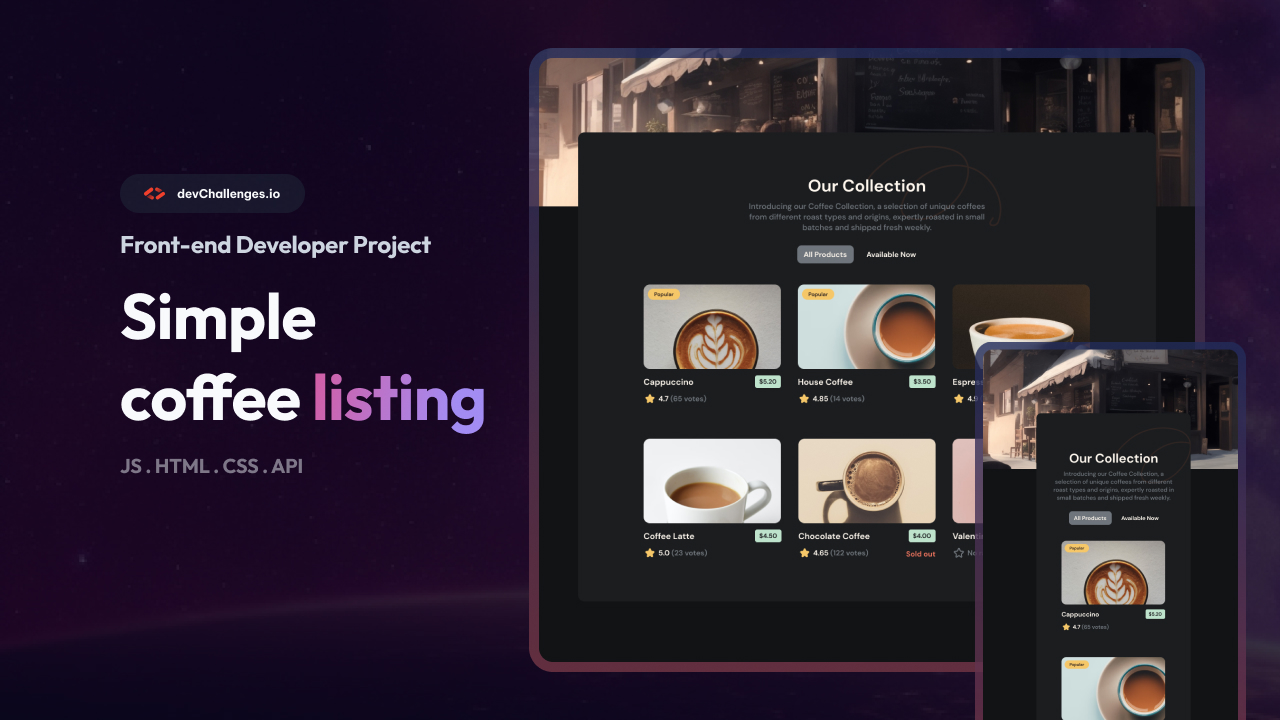 devChallenges.io
Front-end Developer Project
Simple
coffee listing
JS . HTML . CSS . API
Our Collection
Introducing our Coffee Collection, a selection of unique coffees
from different roast types and origins, expertly roasted in small
batches and shipped fresh weekly.
All Products Available Now
Popular Popular
Cappuccino $5.20 House Coffee $3.50 Espres
4.7 (65 votes) 4.85 (14 votes) 4.9
Coffee Latte $4.50 Chocolate Coffee $4.00 Valenti
5.0 (23 votes) 4.65 (122 votes) Sold out No
Our Collection
Introducing our Coffee Collection, a
selection of unique coffees from different
roast types and origins, expertly roasted in
small batches and shipped fresh weekly.
All Products Available Now
Popular
Cappuccino $5.20
4.7 (65 votes)
Popular